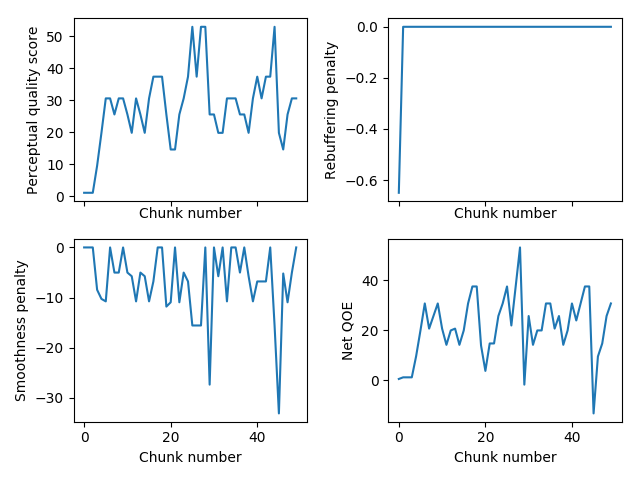 Perceptual quality score
50
40
30
20
10
0
Chunk number
Rebuffering penalty
0.0
−0.2
−0.4
−0.6
Chunk number
Smoothness penalty
0
−10
−20
−30
0 20 40
Chunk number
Net QOE
40
20
0
0 20 40
Chunk number